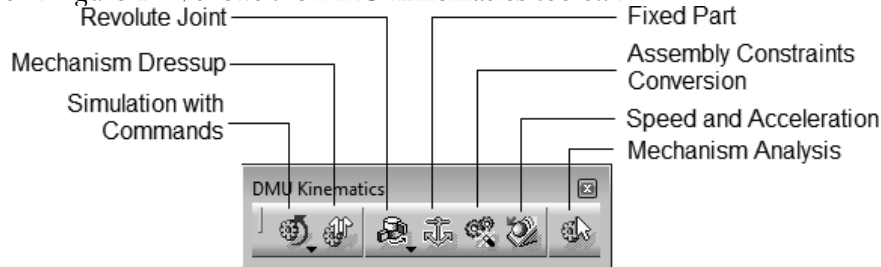 Revolute Joint
Fixed Part
Mechanism Dressup
Assembly Constraints
Conversion
Simulation with
Commands
Speed and Acceleration
Mechanism Analysis
DMU Kinematics